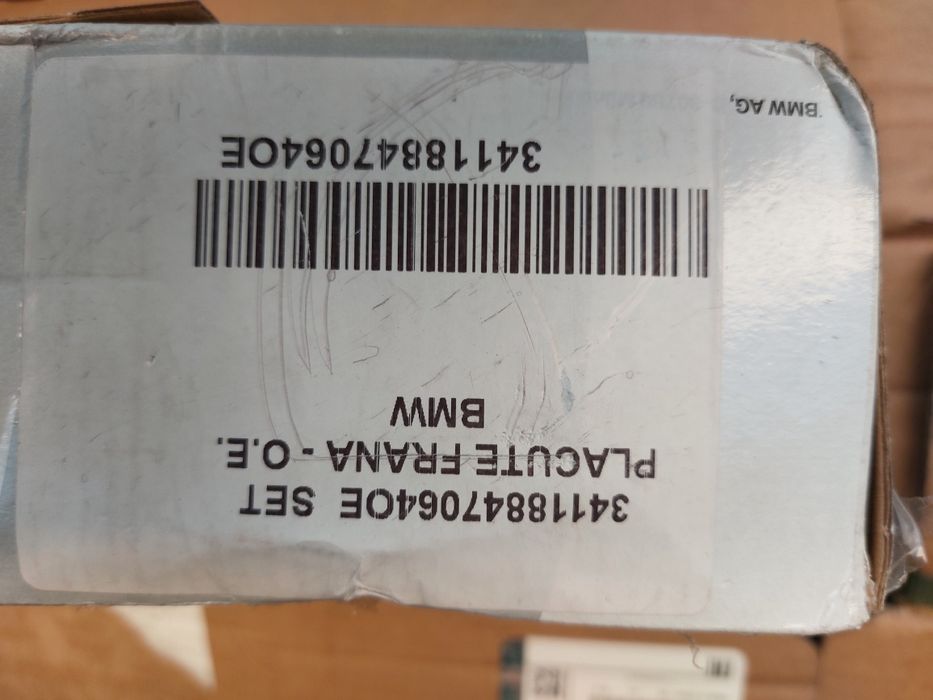 34118847064OE SET
PLACUTE FRANA - O.E.
BMW
34118847064OE
BMW AG,